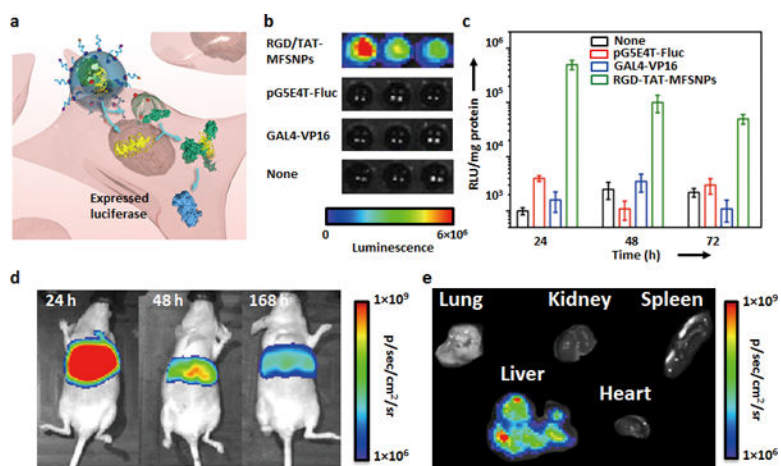 a
Expressed
luciferase
b
RGD/TAT-
MFSNPs
pG5E4T-Fluc
GAL4-VP16
None
0
6×10⁶
Luminescence
c
None
pG5E4T-Fluc
GAL4-VP16
RGD-TAT-MFSNPs
RLU/mg protein
10⁶
10⁵
10⁴
10³
24
48
72
Time (h)
d
24 h
48 h
168 h
1×10⁹
p/sec/cm²/sr
1×10⁶
e
Lung
Kidney
Spleen
Liver
Heart
1×10⁹
p/sec/cm²/sr
1×10⁶